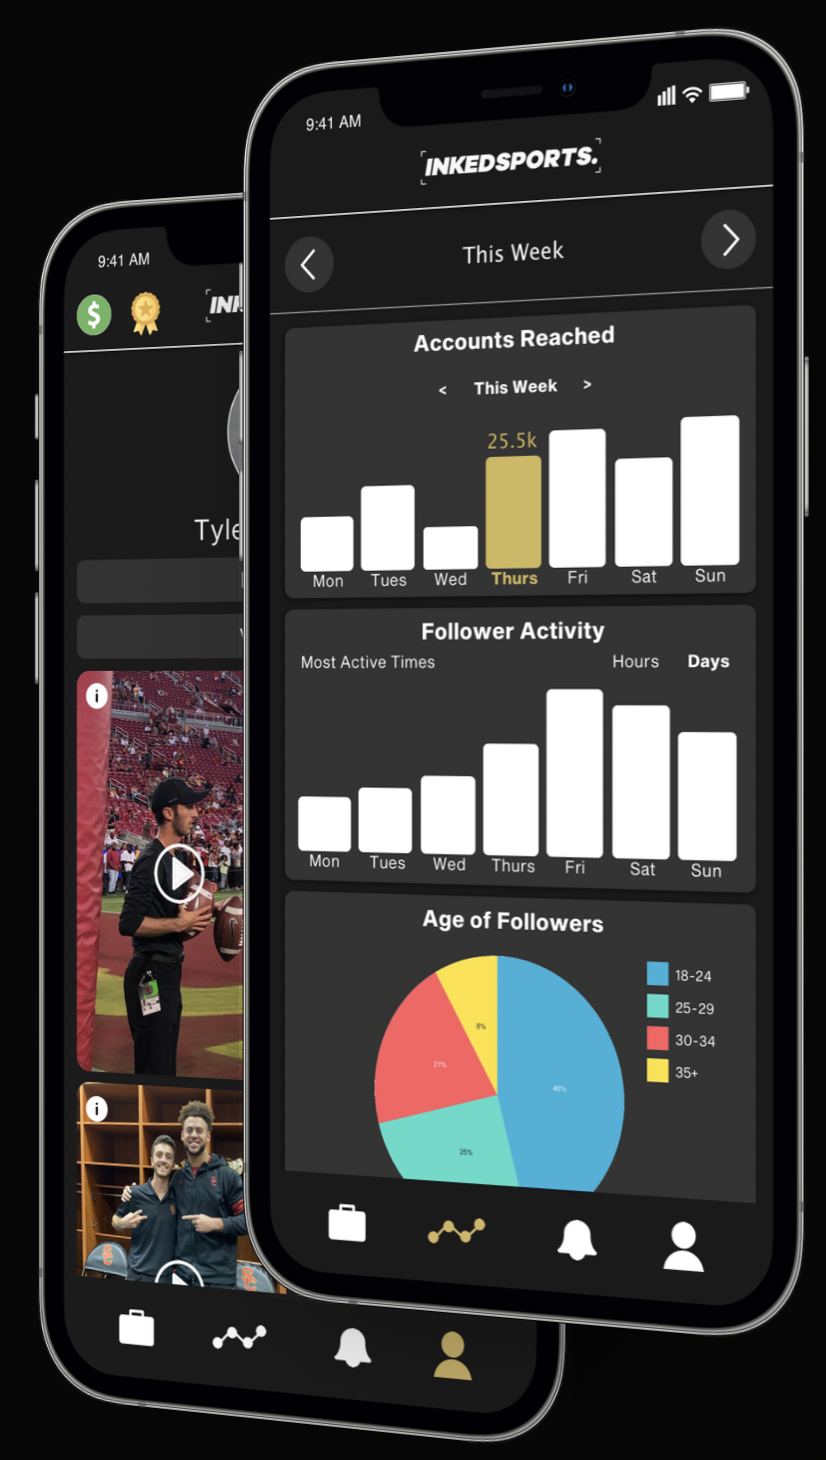 9:41 AM
INKEDSPORTS.
This Week
Accounts Reached
< This Week >
25.5k
Mon Tues Wed Thurs Fri Sat Sun
Follower Activity
Most Active Times Hours Days
Mon Tues Wed Thurs Fri Sat Sun
Age of Followers
18-24
25-29
30-34
35+
8%
21%
25%
9:41 AM
$
INK
Tyle
i
i